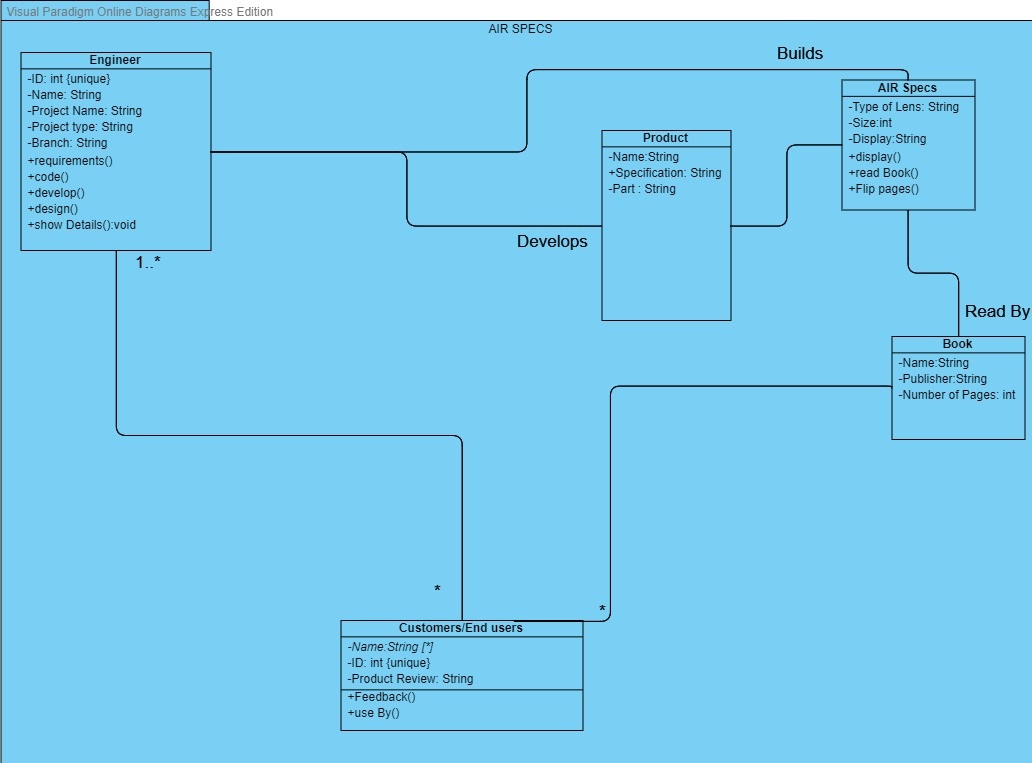 Visual Paradigm Online Diagrams Express Edition
AIR SPECS
Engineer
-ID: int {unique}
-Name: String
-Project Name: String
-Project type: String
-Branch: String
+requirements()
+code()
+develop()
+design()
+show Details():void
1..*
Builds
AIR Specs
-Type of Lens: String
-Size:int
-Display:String
+display()
+read Book()
+Flip pages()
Product
-Name:String
+Specification: String
-Part : String
Develops
Read By
Book
-Name:String
-Publisher:String
-Number of Pages: int
*
*
Customers/End users
-Name:String [*]
-ID: int {unique}
-Product Review: String
+Feedback()
+use By()